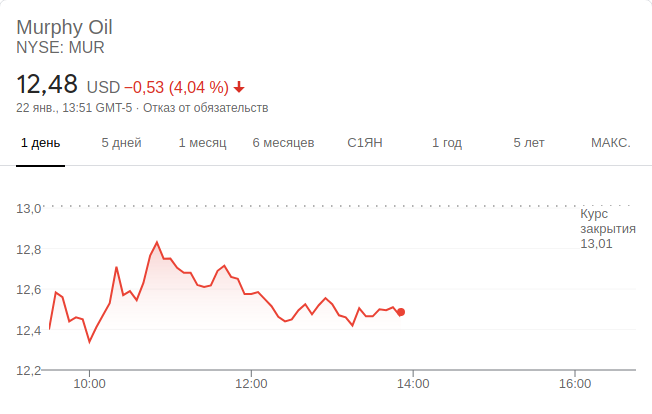 Murphy Oil
NYSE: MUR
12,48 USD −0,53 (4,04 %)
22 янв., 13:51 GMT-5 · Отказ от обязательств
1 день 5 дней 1 месяц 6 месяцев С1ЯН 1 год 5 лет МАКС.
13,0
Курс
закрытия
13,01
12,8
12,6
12,4
12,2
10:00 12:00 14:00 16:00